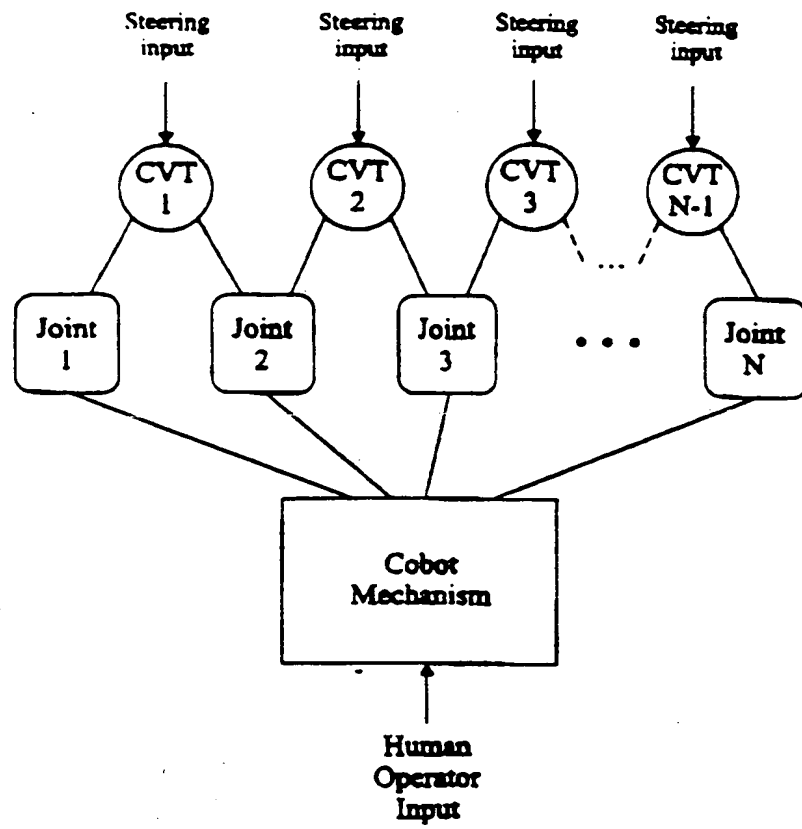 Steering input
Steering input
Steering input
Steering input
CVT 1
CVT 2
CVT 3
CVT N-1
...
Joint 1
Joint 2
Joint 3
• • •
Joint N
Cobot
Mechanism
Human
Operator
Input